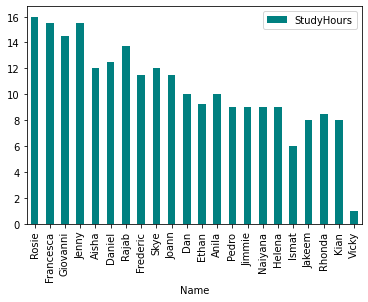 StudyHours
16
14
12
10
8
6
4
2
0
Rosie
Francesca
Giovanni
Jenny
Aisha
Daniel
Rajab
Frederic
Skye
Joann
Dan
Ethan
Anila
Pedro
Jimmie
Naiyana
Helena
Ismat
Jakeem
Rhonda
Kian
Vicky
Name